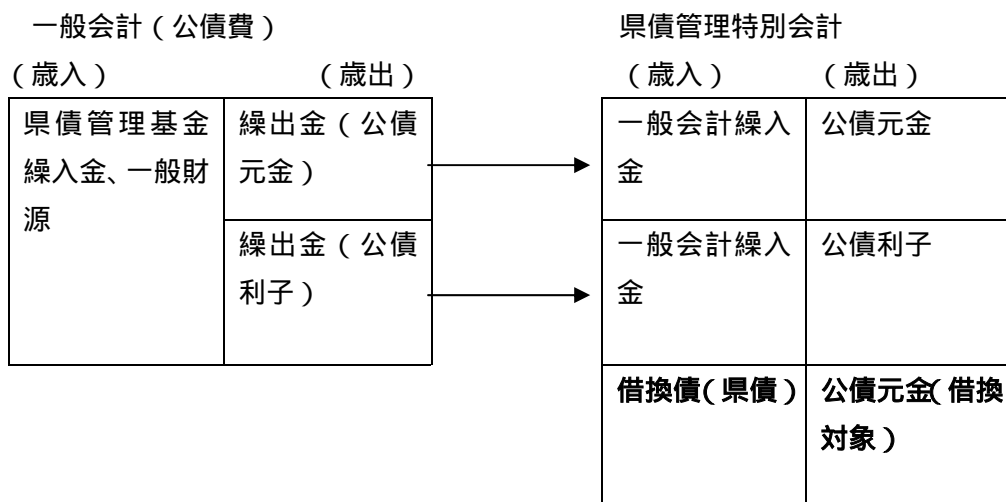 一般会計（公債費）
県債管理特別会計
（歳入）
（歳出）
（歳入）
（歳出）
県債管理基金
繰入金、一般財
源
繰出金（公債
元金）
繰出金（公債
利子）
一般会計繰入
金
公債元金
一般会計繰入
金
公債利子
借換債（県債）
公債元金（借換
対象）